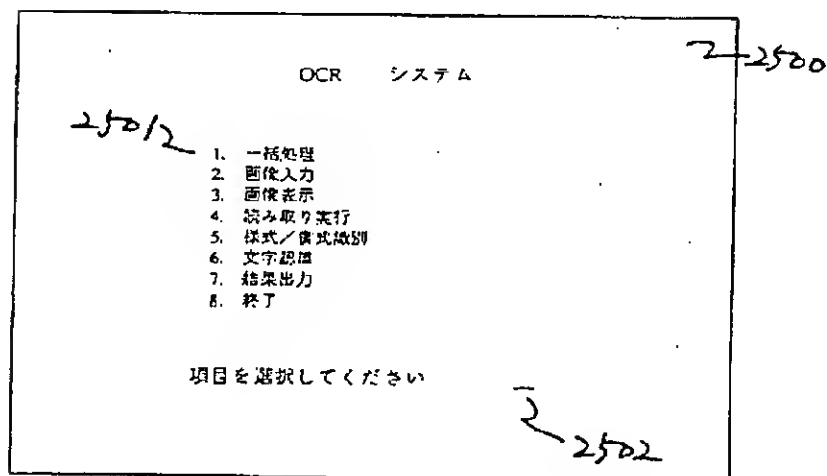 OCR システム
2500
25012
1. 一括処理
2. 画像入力
3. 画像表示
4. 読み取り実行
5. 様式／書式識別
6. 文字認識
7. 結果出力
8. 終了
項目を選択してください
2502